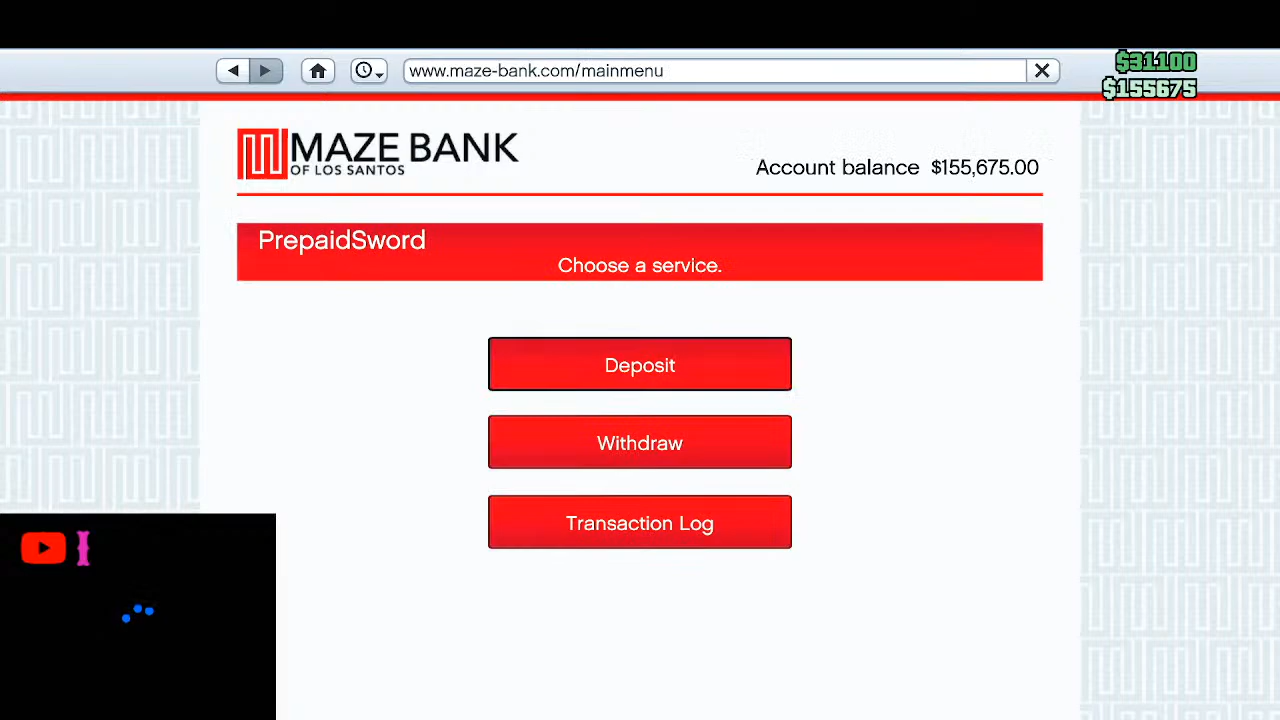 www.maze-bank.com/mainmenu
$31100
$155675
MAZE BANK
OF LOS SANTOS
Account balance $155,675.00
PrepaidSword
Choose a service.
Deposit
Withdraw
Transaction Log